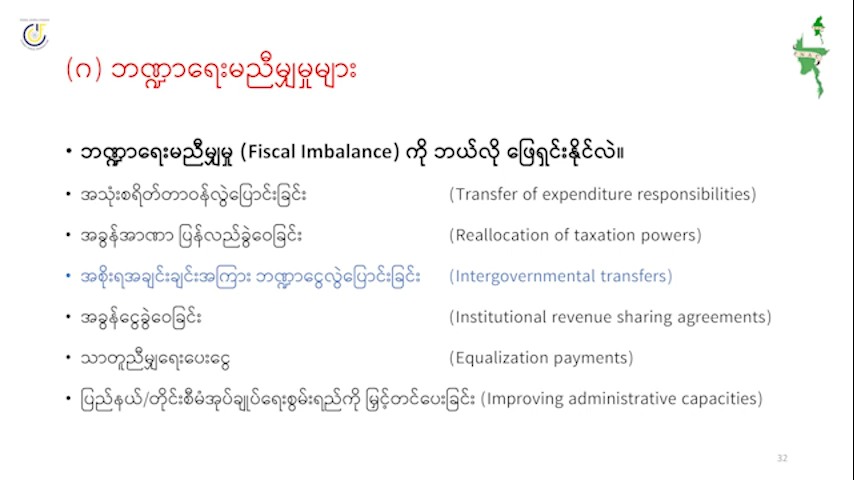 (ဂ) ဘဏ္ဍာရေးမညီမျှမှုများ
• ဘဏ္ဍာရေးမညီမျှမှု (Fiscal Imbalance) ကို ဘယ်လို ဖြေရှင်းနိုင်လဲ။
• အသုံးစရိတ်တာဝန်လွှဲပြောင်းခြင်း (Transfer of expenditure responsibilities)
• အခွန်အာဏာ ပြန်လည်ခွဲဝေခြင်း (Reallocation of taxation powers)
• အစိုးရအချင်းချင်းအကြား ဘဏ္ဍာငွေလွှဲပြောင်းခြင်း (Intergovernmental transfers)
• အခွန်ငွေခွဲဝေခြင်း (Institutional revenue sharing agreements)
• သာတူညီမျှရေးပေးငွေ (Equalization payments)
• ပြည်နယ်/တိုင်းစီမံအုပ်ချုပ်ရေးစွမ်းရည်ကို မြှင့်တင်ပေးခြင်း (Improving administrative capacities)
32